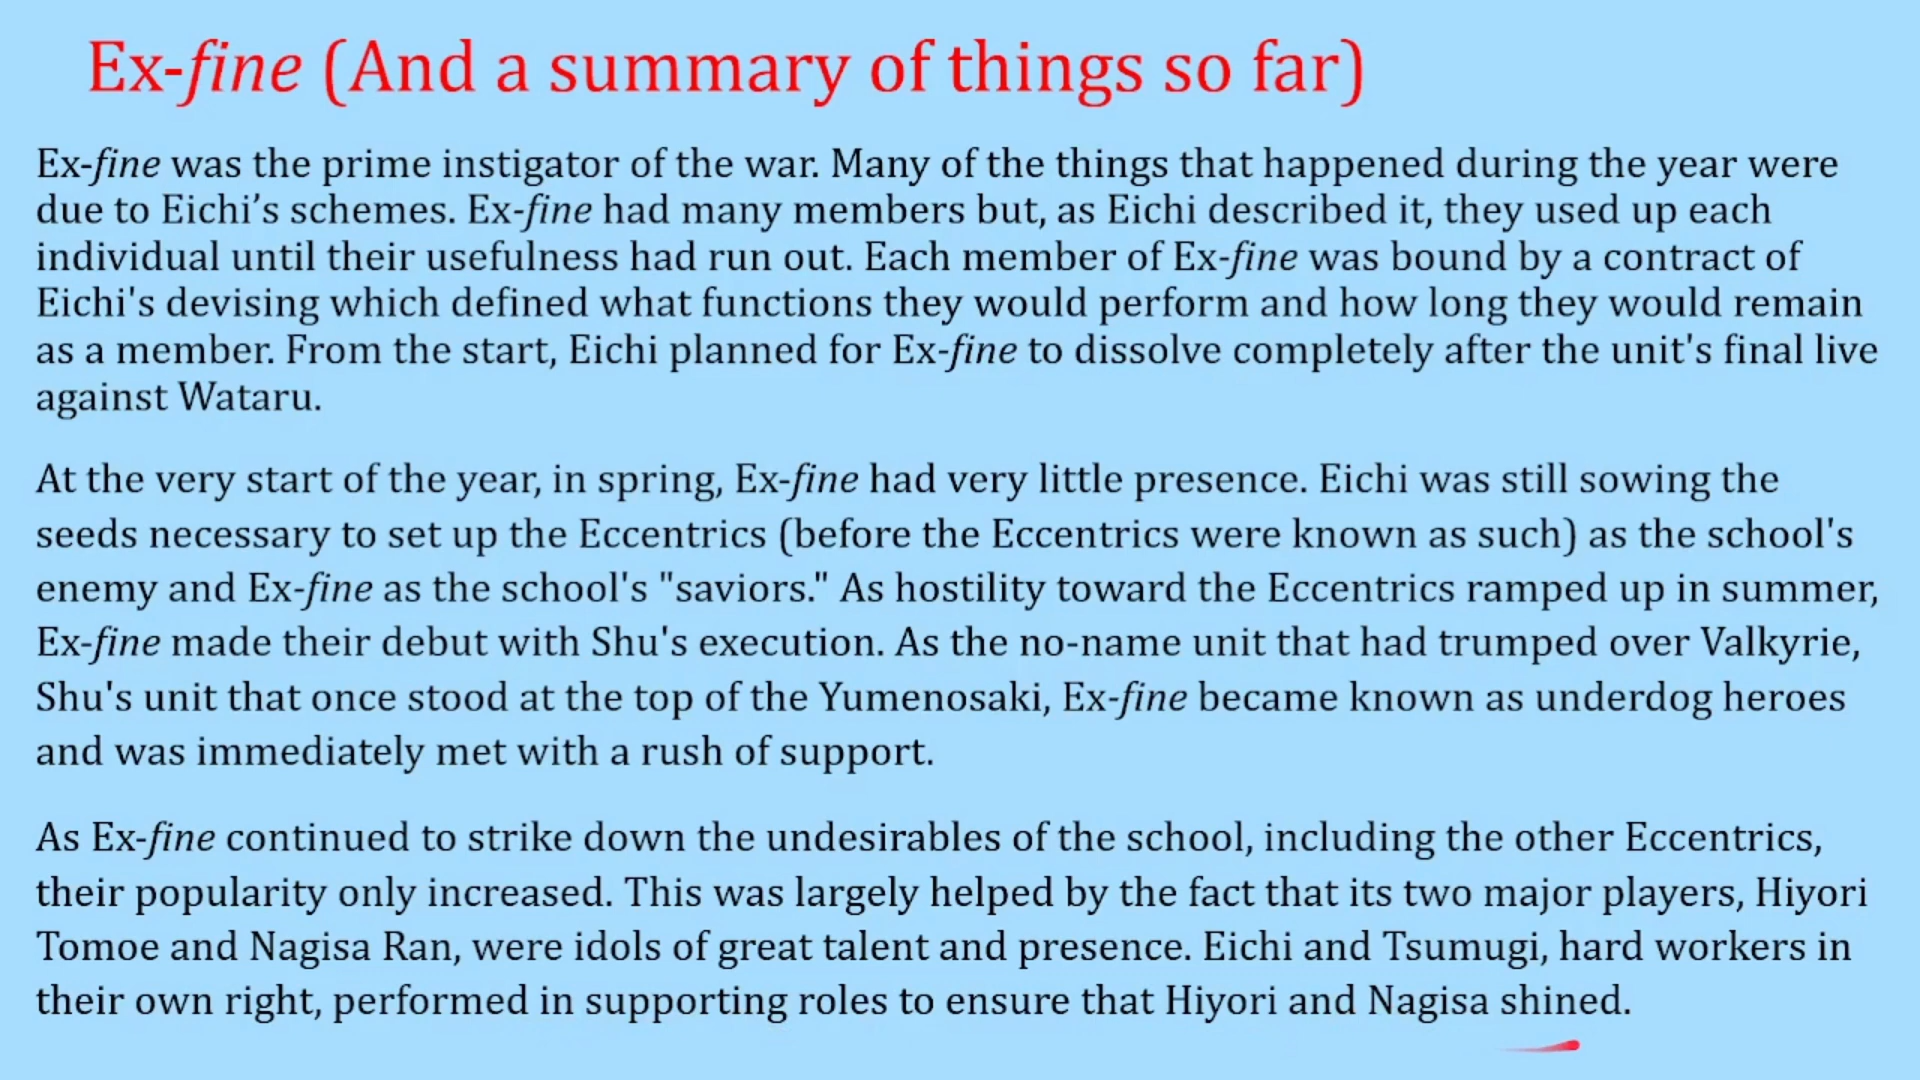 Ex-fine (And a summary of things so far)
Ex-fine was the prime instigator of the war. Many of the things that happened during the year were
due to Eichi’s schemes. Ex-fine had many members but, as Eichi described it, they used up each
individual until their usefulness had run out. Each member of Ex-fine was bound by a contract of
Eichi's devising which defined what functions they would perform and how long they would remain
as a member. From the start, Eichi planned for Ex-fine to dissolve completely after the unit's final live
against Wataru.
At the very start of the year, in spring, Ex-fine had very little presence. Eichi was still sowing the
seeds necessary to set up the Eccentrics (before the Eccentrics were known as such) as the school's
enemy and Ex-fine as the school's "saviors." As hostility toward the Eccentrics ramped up in summer,
Ex-fine made their debut with Shu's execution. As the no-name unit that had trumped over Valkyrie,
Shu's unit that once stood at the top of the Yumenosaki, Ex-fine became known as underdog heroes
and was immediately met with a rush of support.
As Ex-fine continued to strike down the undesirables of the school, including the other Eccentrics,
their popularity only increased. This was largely helped by the fact that its two major players, Hiyori
Tomoe and Nagisa Ran, were idols of great talent and presence. Eichi and Tsumugi, hard workers in
their own right, performed in supporting roles to ensure that Hiyori and Nagisa shined.